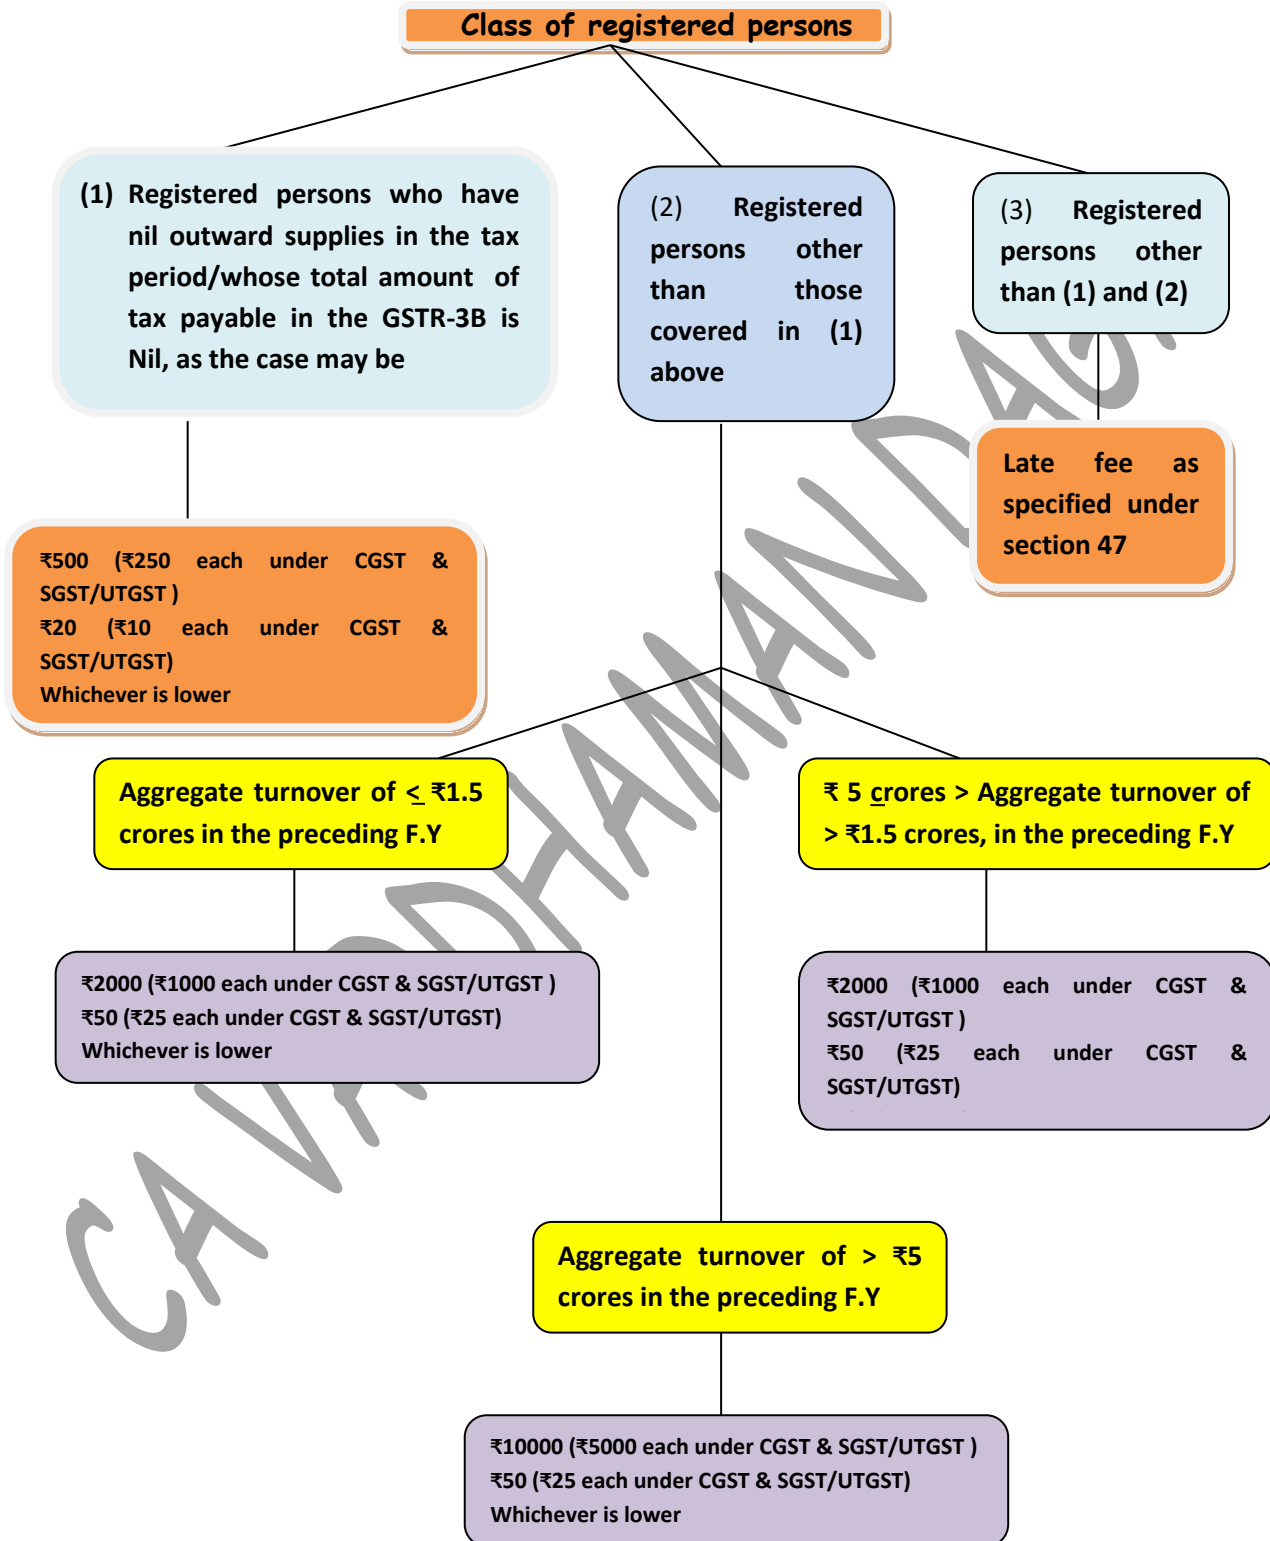 Class of registered persons
(1) Registered persons who have
nil outward supplies in the tax
period/whose total amount of
tax payable in the GSTR-3B is
Nil, as the case may be
(2) Registered
persons other
than those
covered in (1)
above
(3) Registered
persons other
than (1) and (2)
Late fee as
specified under
section 47
₹500 (₹250 each under CGST &
SGST/UTGST )
₹20 (₹10 each under CGST &
SGST/UTGST)
Whichever is lower
Aggregate turnover of < ₹1.5
crores in the preceding F.Y
₹ 5 crores > Aggregate turnover of
> ₹1.5 crores, in the preceding F.Y
₹2000 (₹1000 each under CGST & SGST/UTGST )
₹50 (₹25 each under CGST & SGST/UTGST)
Whichever is lower
₹2000 (₹1000 each under CGST &
SGST/UTGST )
₹50 (₹25 each under CGST &
SGST/UTGST)
Aggregate turnover of > ₹5
crores in the preceding F.Y
₹10000 (₹5000 each under CGST & SGST/UTGST )
₹50 (₹25 each under CGST & SGST/UTGST)
Whichever is lower
CA VARDHAMAN